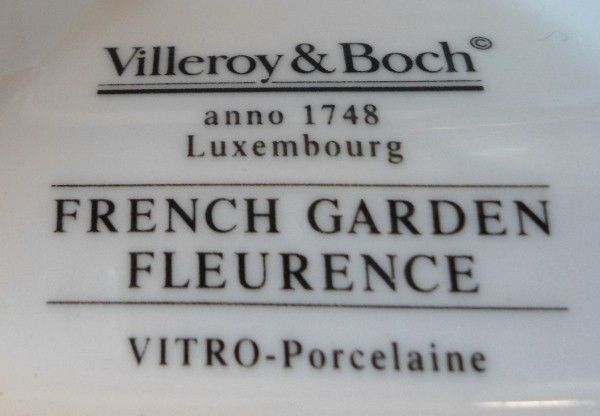 Villeroy & Boch ©
anno 1748
Luxembourg
FRENCH GARDEN
FLEURENCE
VITRO-Porcelaine